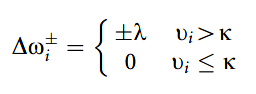 Δω_i^± = { ±λ υ_i > κ
0 υ_i ≤ κ